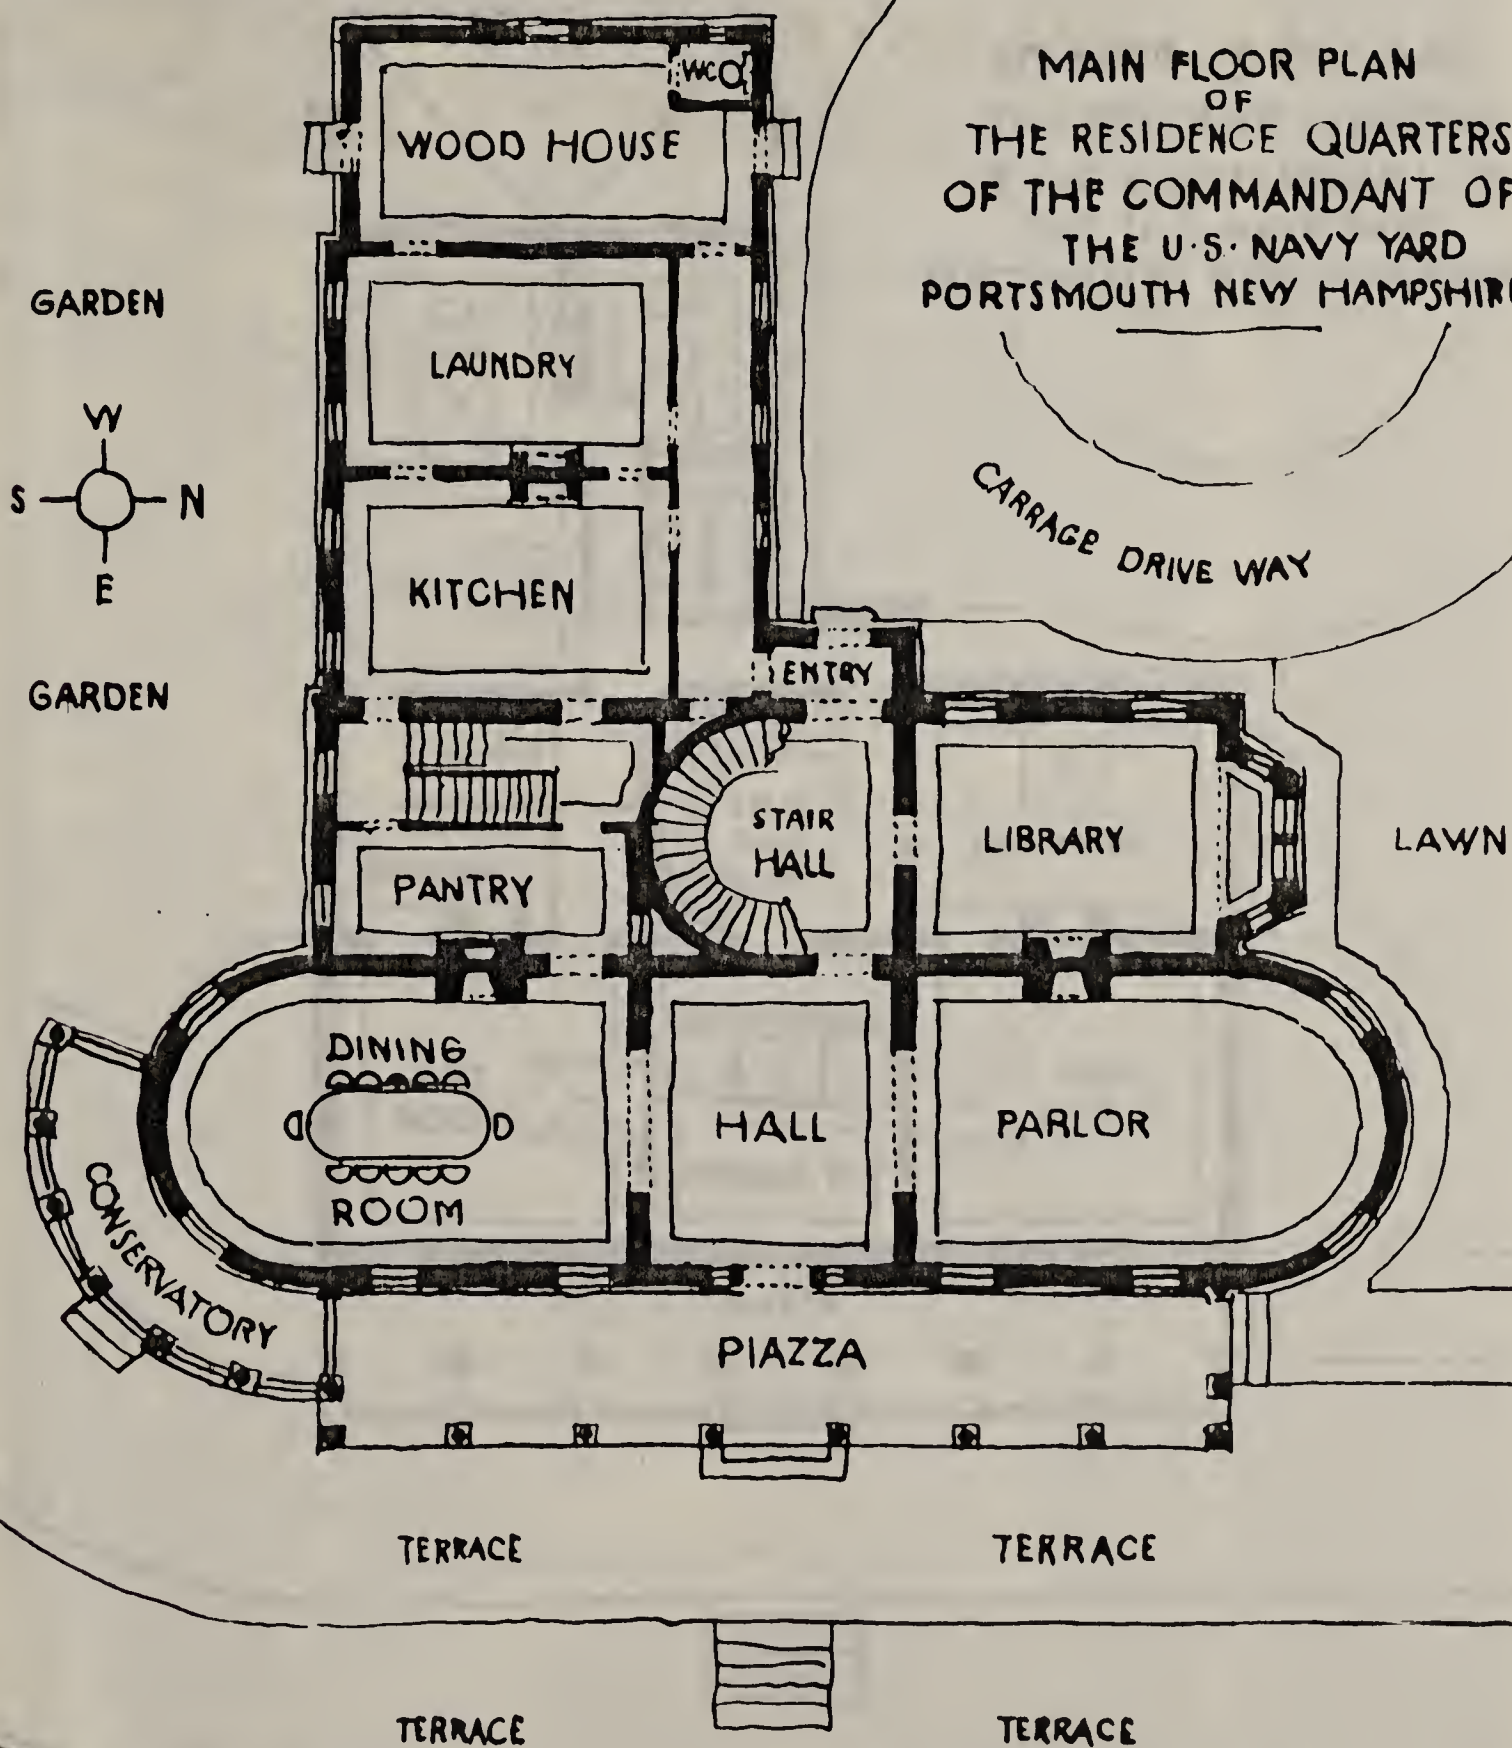 MAIN FLOOR PLAN
OF
THE RESIDENCE QUARTERS
OF THE COMMANDANT OF
THE U.S. NAVY YARD
PORTSMOUTH NEW HAMPSHIRE
WC
WOOD HOUSE
GARDEN
LAUNDRY
W
S N
E
CARRAGE DRIVE WAY
KITCHEN
GARDEN
ENTRY
STAIR
HALL
LIBRARY
LAWN
PANTRY
DINING
ROOM
HALL
PARLOR
CONSERVATORY
PIAZZA
TERRACE
TERRACE
TERRACE
TERRACE